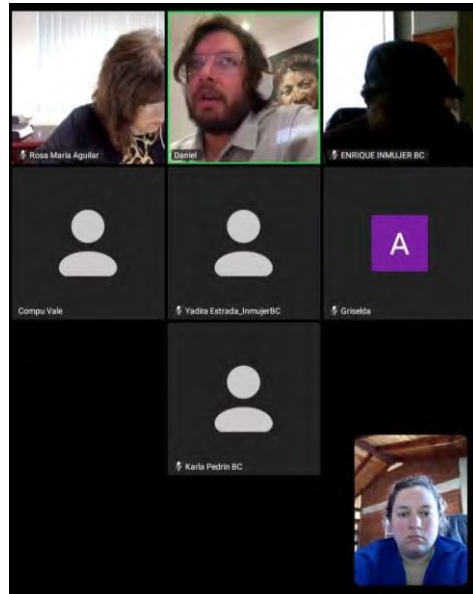 Rosa María Aguilar
Daniel
ENRIQUE INMUJER BC
Compu Vale
Yadira Estrada_InmujerBC
A
Griselda
Karla Pedrin BC